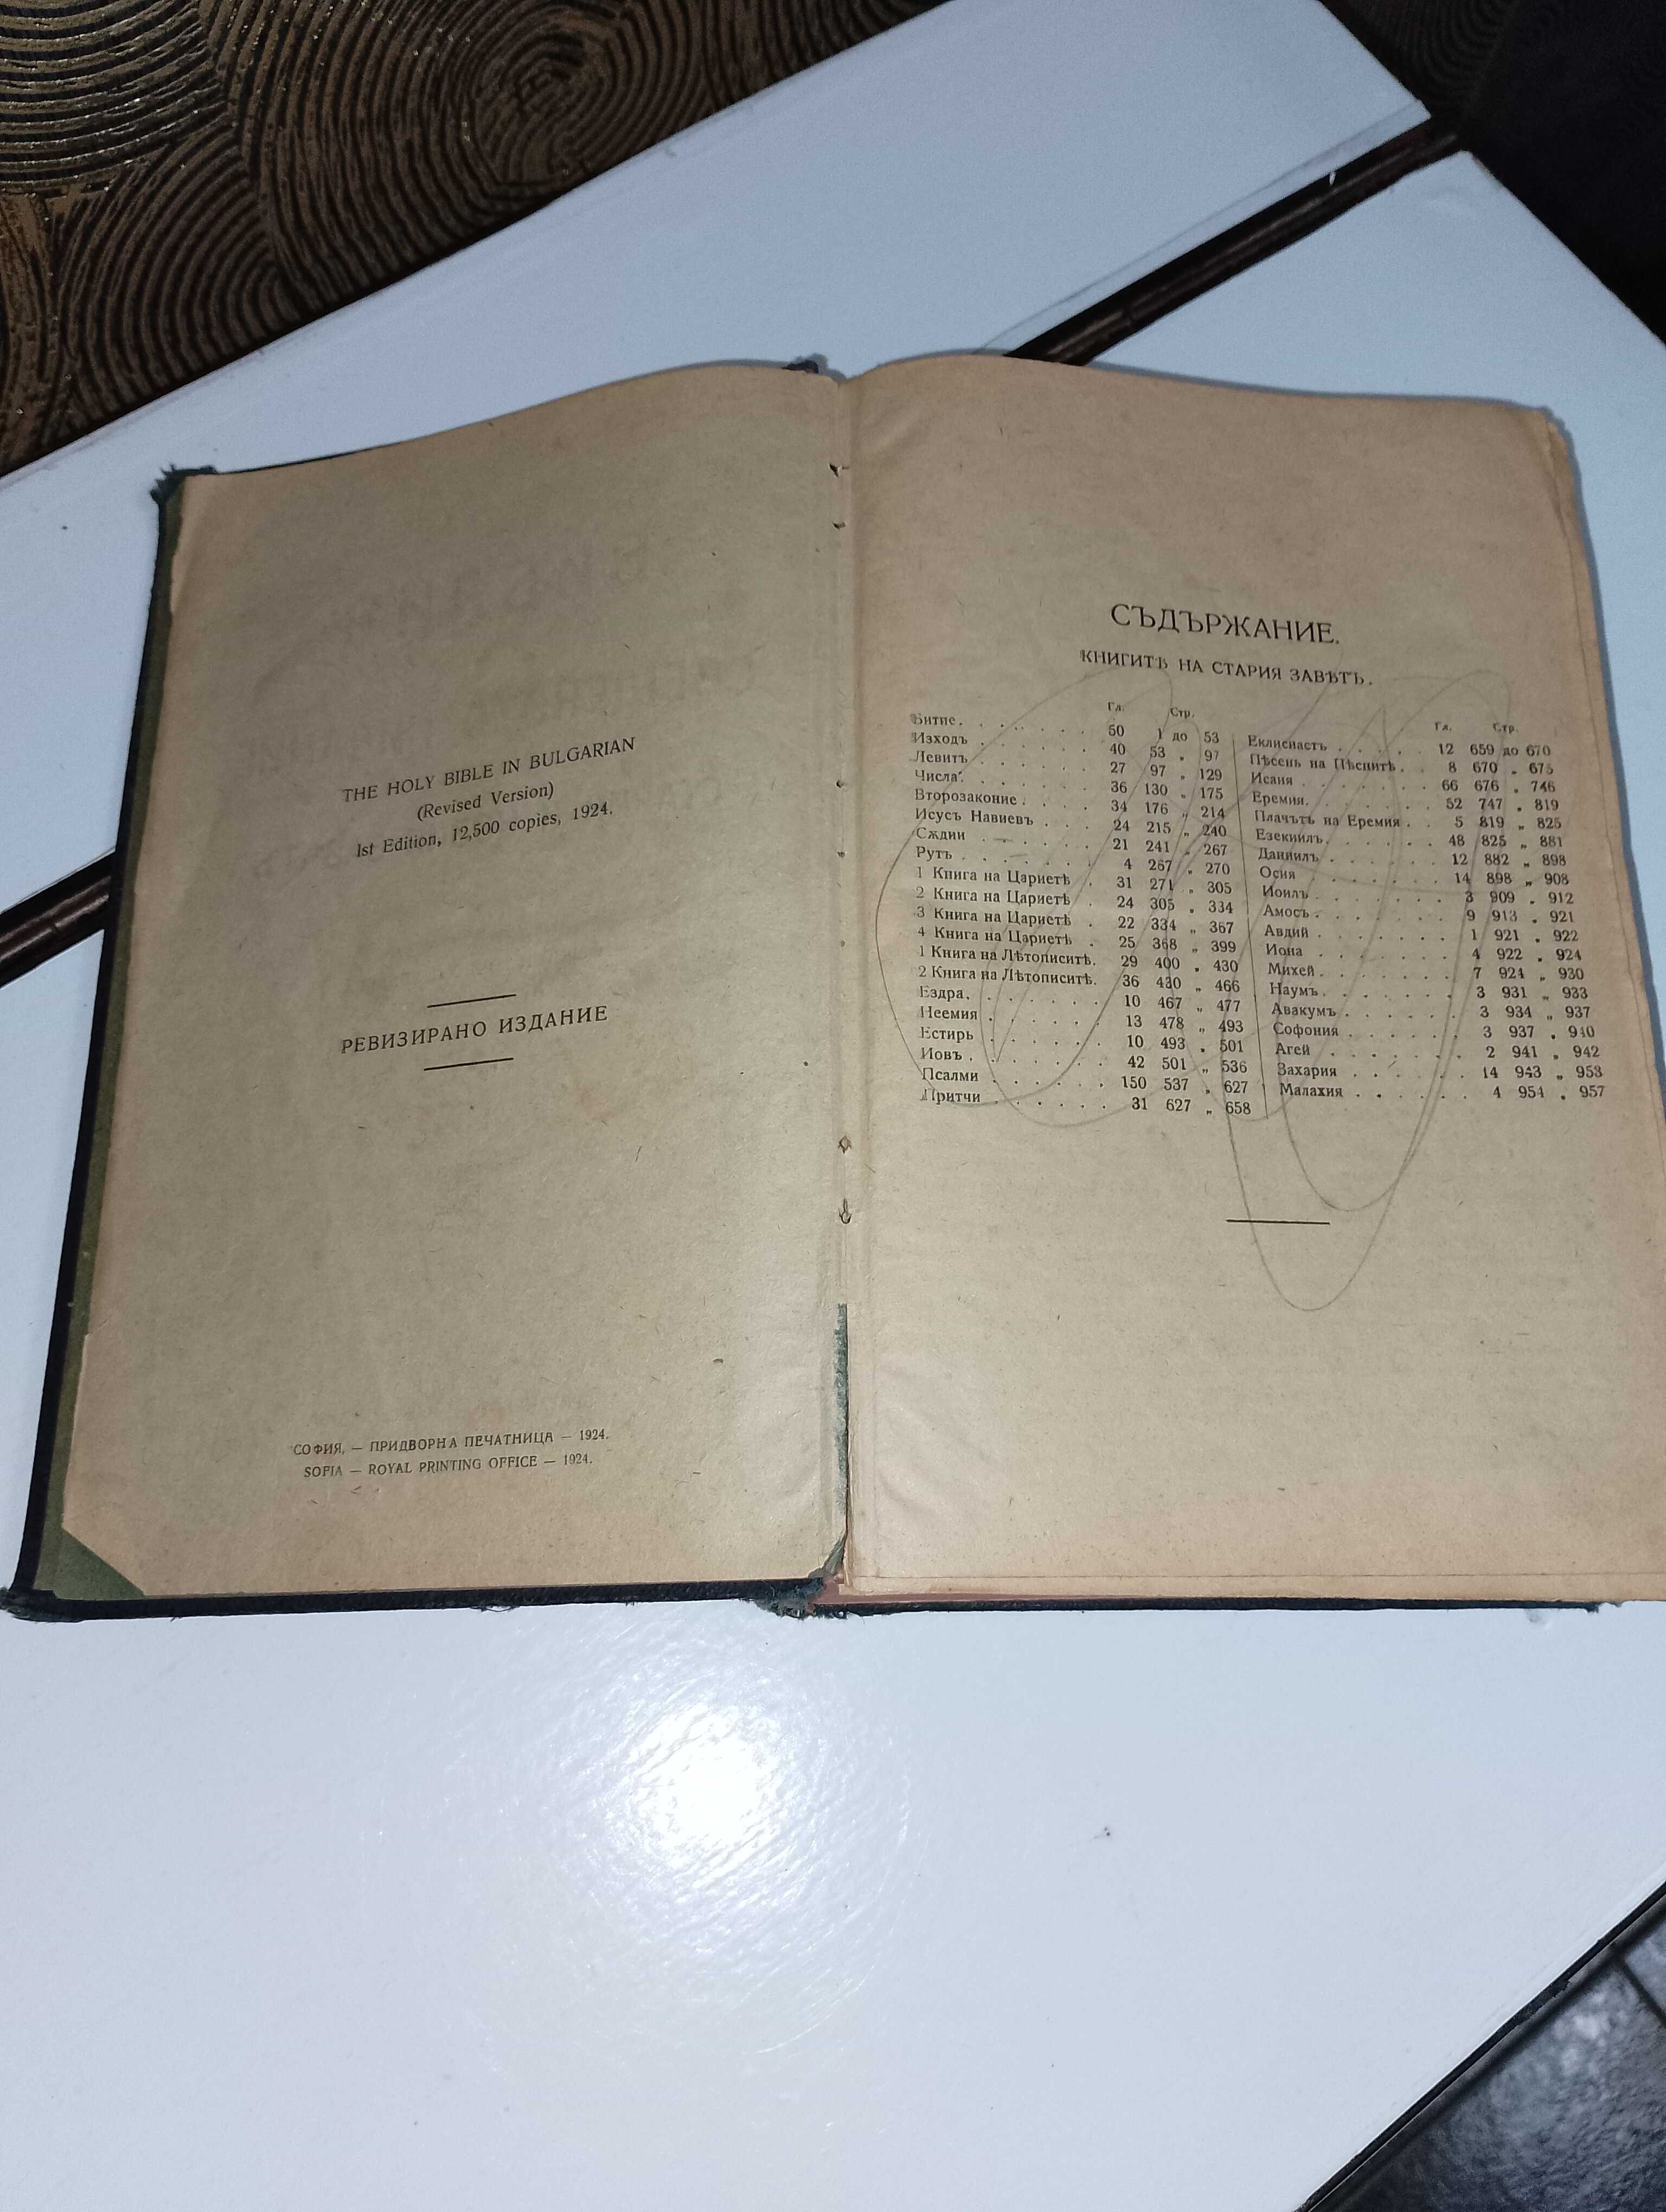 THE HOLY BIBLE IN BULGARIAN
(Revised Version)
1st Edition, 12,500 copies, 1924.
РЕВИЗИРАНО ИЗДАНИЕ
СОФИЯ, — ПРИДВОРНА ПЕЧАТНИЦА — 1924.
SOFIA — ROYAL PRINTING OFFICE — 1924.
СЪДЪРЖАНИЕ.
КНИГИТѢ НА СТАРИЯ ЗАВѢТЪ.
Гл. Стр.
Битие . . . . . . 50 1 до 53
Изходъ . . . . . . 40 53 „ 97
Левитъ . . . . . . 27 97 „ 129
Числа . . . . . . 36 130 „ 175
Второзаконие . . . . 34 176 „ 214
Исусъ Навиевъ . . . 24 215 „ 240
Сѫдии . . . . . . 21 241 „ 267
Рутъ . . . . . . 4 267 „ 270
1 Книга на Царетѣ . 31 271 „ 305
2 Книга на Царетѣ . 24 305 „ 334
3 Книга на Царетѣ . 22 334 „ 367
4 Книга на Царетѣ . 25 368 „ 399
1 Книга на Лѣтописитѣ. 29 400 „ 430
2 Книга на Лѣтописитѣ. 36 430 „ 466
Ездра . . . . . . 10 467 „ 477
Неемия . . . . . . 13 478 „ 493
Естирь . . . . . . 10 493 „ 501
Иовъ . . . . . . 42 501 „ 536
Псалми . . . . . . 150 537 „ 627
Притчи . . . . . . 31 627 „ 658
Гл. Стр.
Еклисиастъ . . . . . 12 659 до 670
Пѣсень на Пѣснитѣ . . 8 670 „ 675
Исаия . . . . . . 66 676 „ 746
Еремия . . . . . . 52 747 „ 819
Плачътъ на Еремия . . 5 819 „ 825
Езекиилъ . . . . . . 48 825 „ 881
Даниилъ . . . . . . 12 882 „ 898
Осия . . . . . . 14 898 „ 908
Иоилъ . . . . . . 3 909 „ 912
Амосъ . . . . . . 9 913 „ 921
Авдий . . . . . . 1 921 „ 922
Иона . . . . . . 4 922 „ 924
Михей . . . . . . 7 924 „ 930
Наумъ . . . . . . 3 931 „ 933
Авакумъ . . . . . . 3 934 „ 937
Софония . . . . . . 3 937 „ 940
Агей . . . . . . 2 941 „ 942
Захария . . . . . . 14 943 „ 953
Малахия . . . . . . 4 954 „ 957